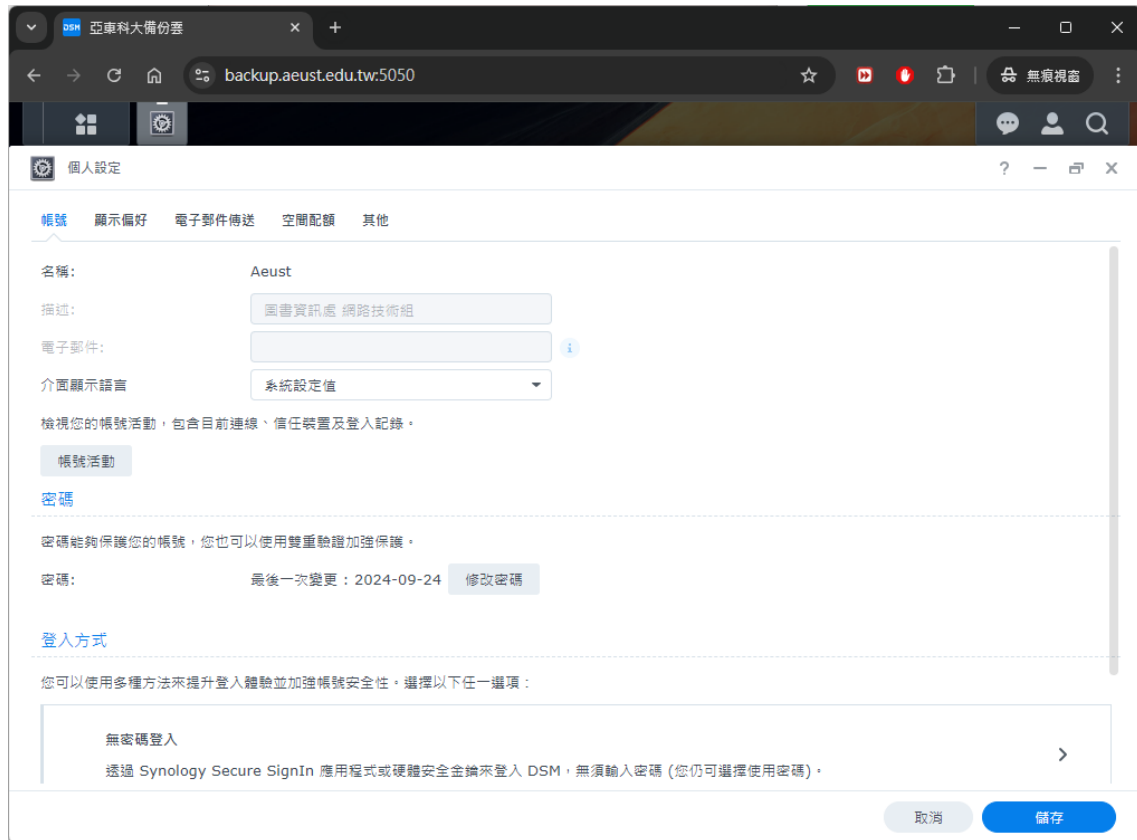 DSM 亞東科大備份雲
backup.aeust.edu.tw:5050 無痕視窗
個人設定
帳號 顯示偏好 電子郵件傳送 空間配額 其他
名稱: Aeust
描述: 圖書資訊處 網路技術組
電子郵件:
介面顯示語言 系統設定值
檢視您的帳號活動，包含目前連線、信任裝置及登入記錄。
帳號活動
密碼
密碼能夠保護您的帳號，您也可以使用雙重驗證加強保護。
密碼: 最後一次變更：2024-09-24 修改密碼
登入方式
您可以使用多種方法來提升登入體驗並加強帳號安全性。選擇以下任一選項：
無密碼登入
透過 Synology Secure SignIn 應用程式或硬體安全金鑰來登入 DSM，無須輸入密碼 (您仍可選擇使用密碼)。
取消 儲存